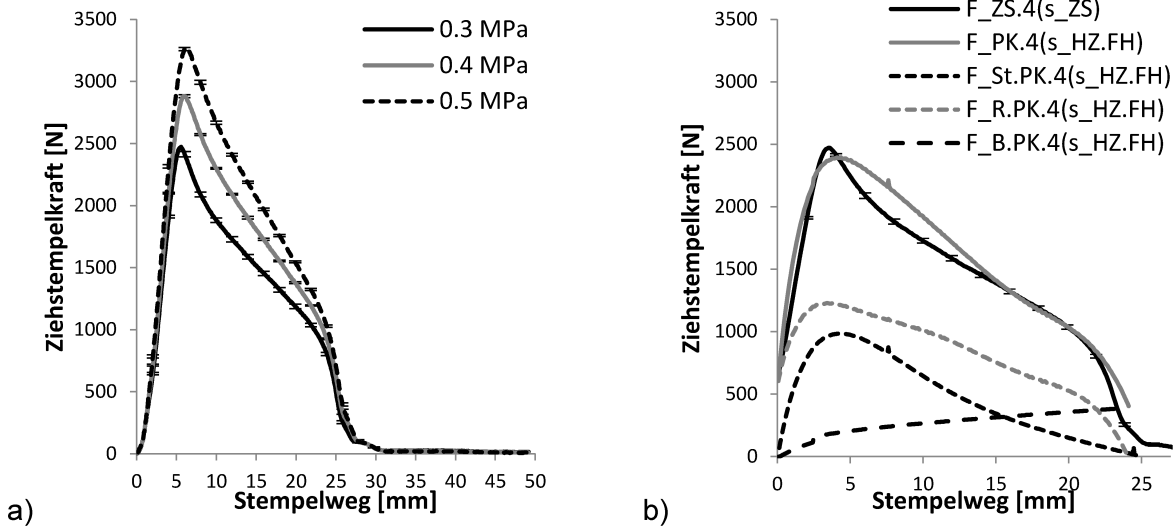 3500
3000
2500
2000
1500
1000
500
0
Ziehstempelkraft [N]
0.3 MPa
0.4 MPa
0.5 MPa
0 5 10 15 20 25 30 35 40 45 50
Stempelweg [mm]
a)
3500
3000
2500
2000
1500
1000
500
0
Ziehstempelkraft [N]
F_ZS.4(s_ZS)
F_PK.4(s_HZ.FH)
F_St.PK.4(s_HZ.FH)
F_R.PK.4(s_HZ.FH)
F_B.PK.4(s_HZ.FH)
0 5 10 15 20 25
Stempelweg [mm]
b)